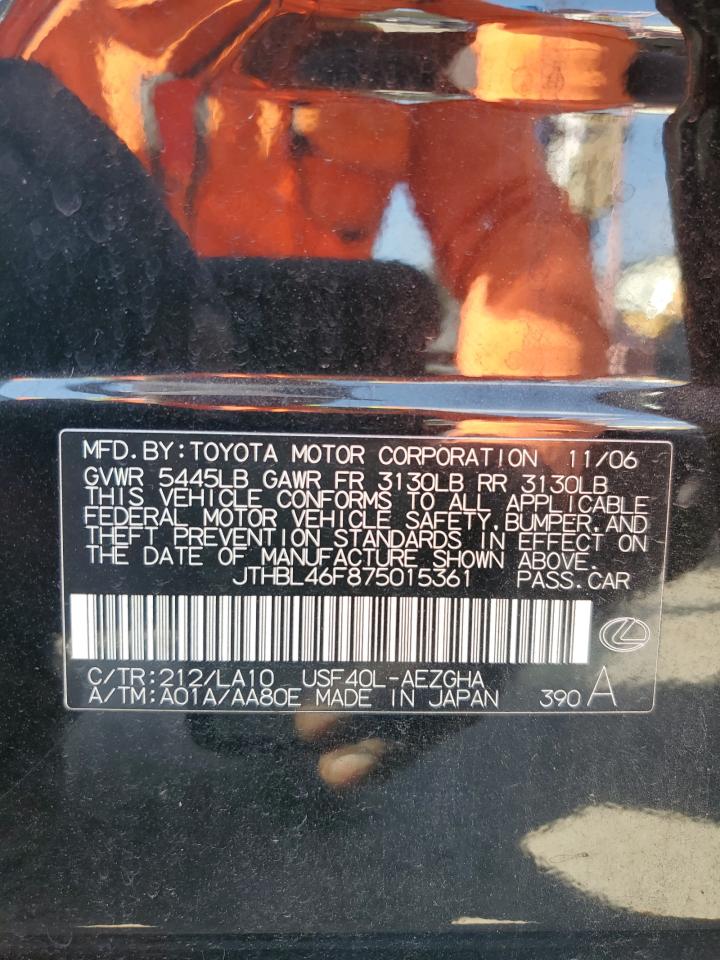 MFD. BY: TOYOTA MOTOR CORPORATION 11/06
GVWR 5445LB GAWR FR 3130LB RR 3130LB
THIS VEHICLE CONFORMS TO ALL APPLICABLE
FEDERAL MOTOR VEHICLE SAFETY, BUMPER, AND
THEFT PREVENTION STANDARDS IN EFFECT ON
THE DATE OF MANUFACTURE SHOWN ABOVE.
JTHBL46F875015361 PASS. CAR
C/TR: 212/LA10 USF40L-AEZGHA
A/TM: A01A/AA80E MADE IN JAPAN 390 A